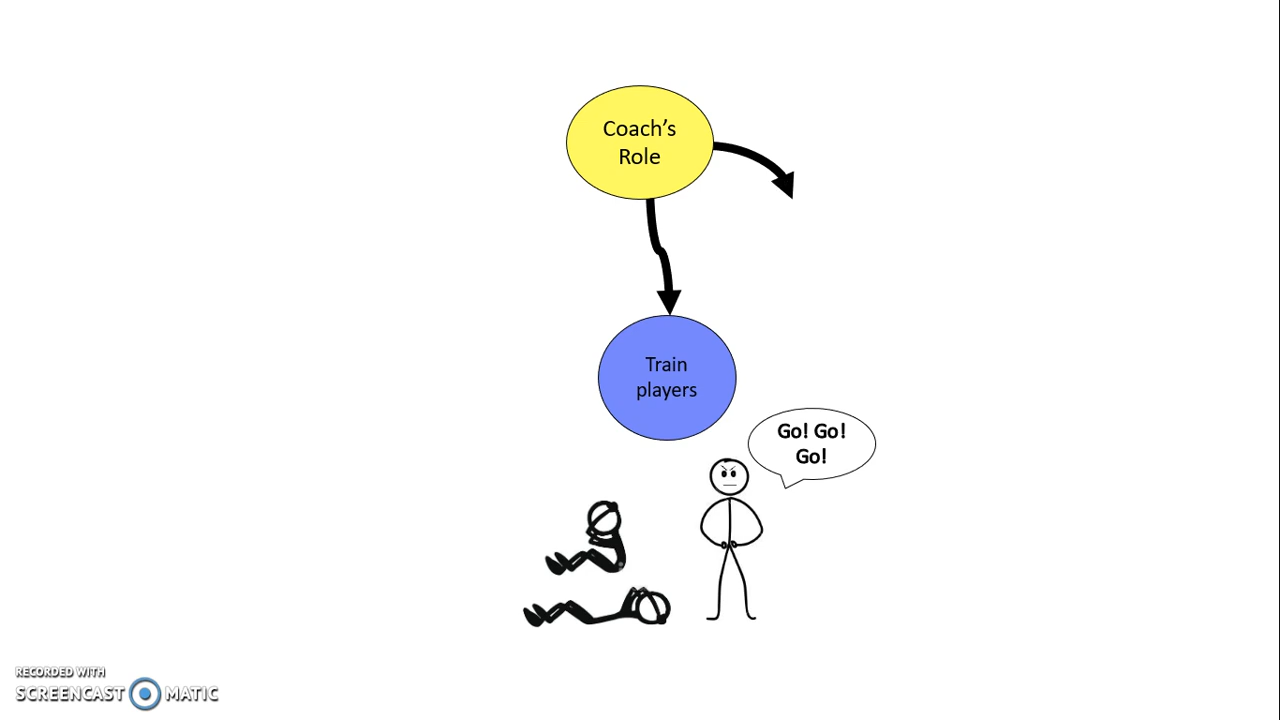 Coach’s
Role
Train
players
Go! Go!
Go!
RECORDED WITH
SCREENCAST MATIC